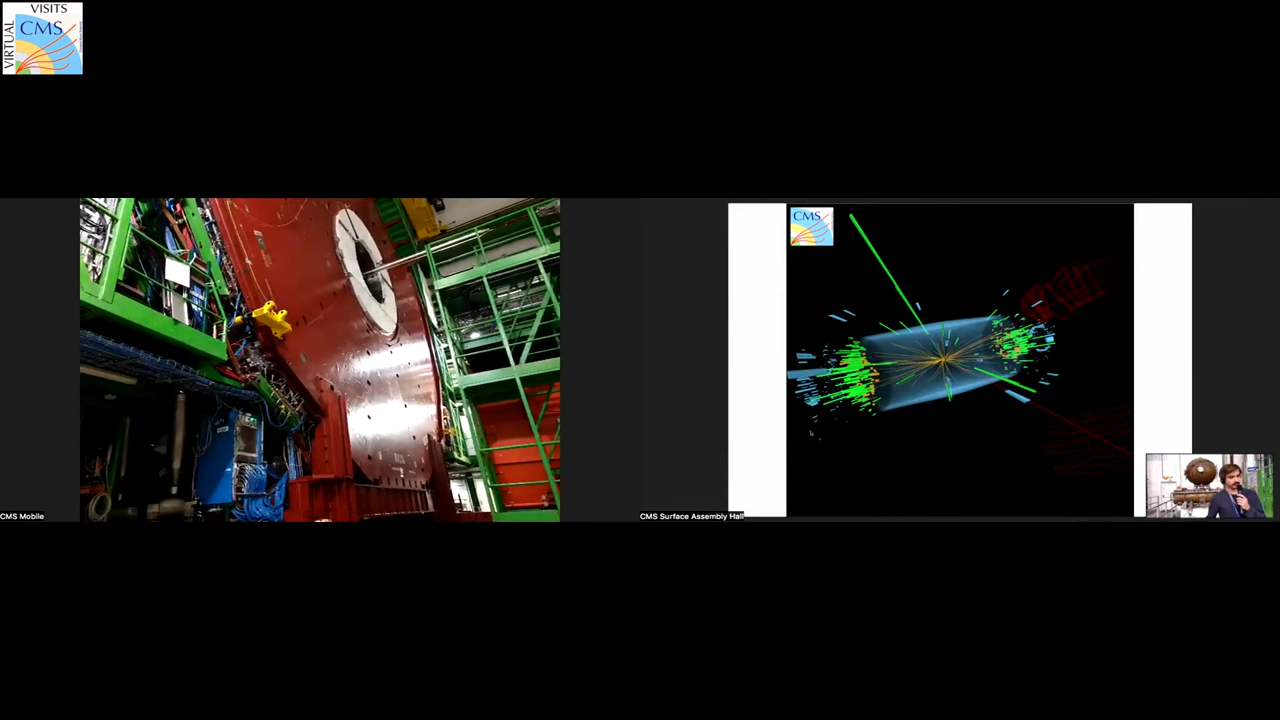 VISITS
VIRTUAL
CMS
CMS
CMS Mobile
CMS Surface Assembly Hall